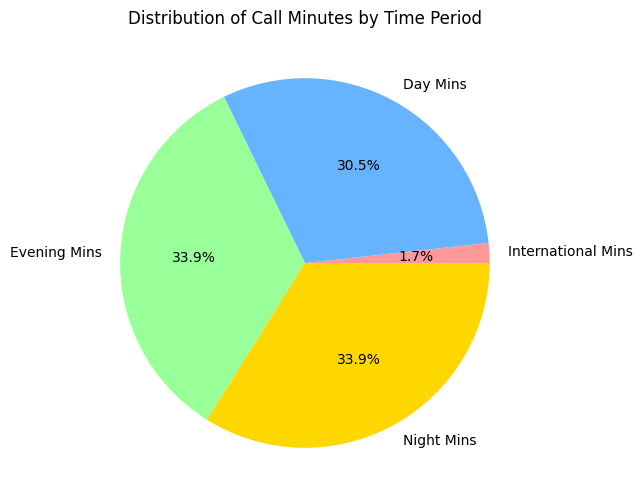 Distribution of Call Minutes by Time Period
Day Mins
30.5%
Evening Mins
33.9%
1.7%
International Mins
33.9%
Night Mins